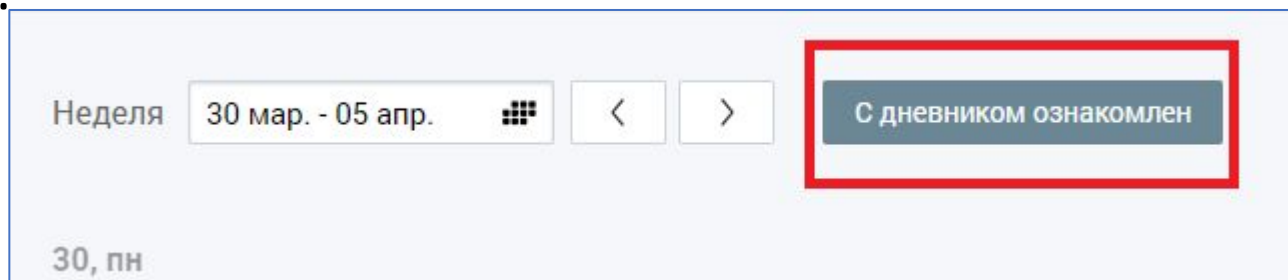 Неделя 30 мар. - 05 апр. < > С дневником ознакомлен
30, пн